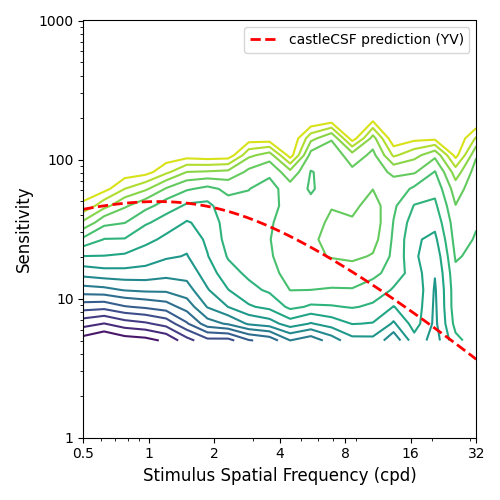 1000
castleCSF prediction (YV)
100
Sensitivity
10
1
0.5 1 2 4 8 16 32
Stimulus Spatial Frequency (cpd)